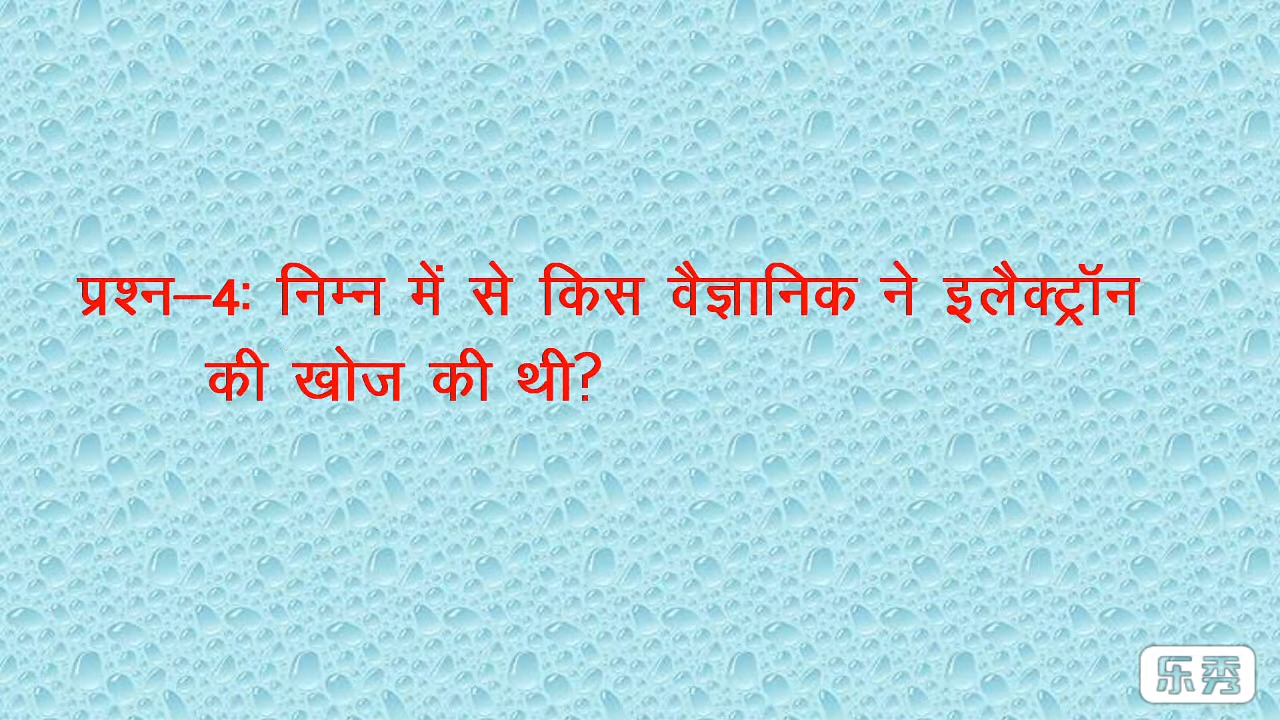 प्रश्न–4: निम्न में से किस वैज्ञानिक ने इलैक्ट्रॉन
की खोज की थी?
乐秀